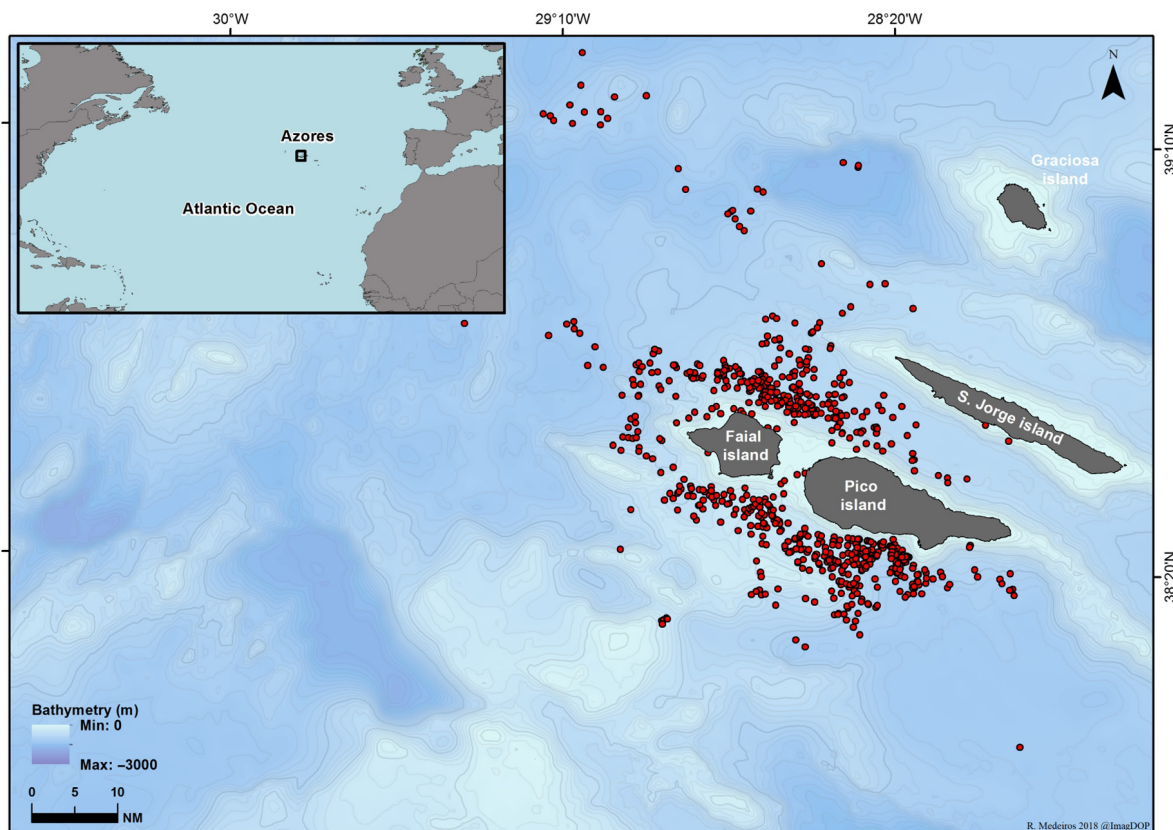 30°W
29°10'W
28°20'W
Azores
Atlantic Ocean
N
39°10'N
Graciosa
island
S. Jorge island
Faial
island
Pico
island
38°20'N
Bathymetry (m)
Min: 0
Max: –3000
0 5 10
NM
R. Medeiros 2018 @ImagDOP